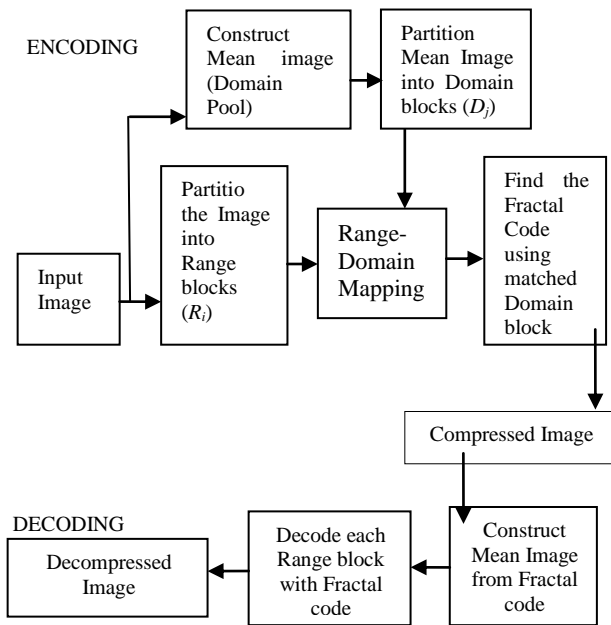 ENCODING
Construct
Mean image
(Domain
Pool)
Partition
Mean Image
into Domain
blocks (Dj)
Input
Image
Partitio
the Image
into
Range
blocks
(Ri)
Range-
Domain
Mapping
Find the
Fractal
Code
using
matched
Domain
block
Compressed Image
DECODING
Decompressed
Image
Decode each
Range block
with Fractal
code
Construct
Mean Image
from Fractal
code